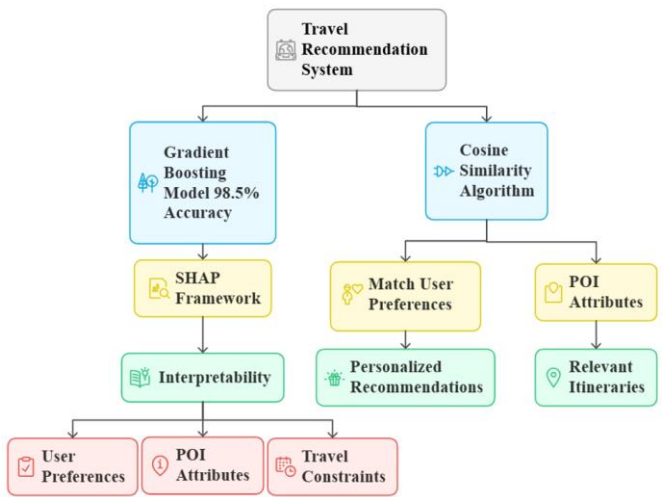 Travel
Recommendation
System
Gradient
Boosting
Model 98.5%
Accuracy
Cosine
Similarity
Algorithm
SHAP
Framework
Match User
Preferences
POI
Attributes
Interpretability
Personalized
Recommendations
Relevant
Itineraries
User
Preferences
POI
Attributes
Travel
Constraints